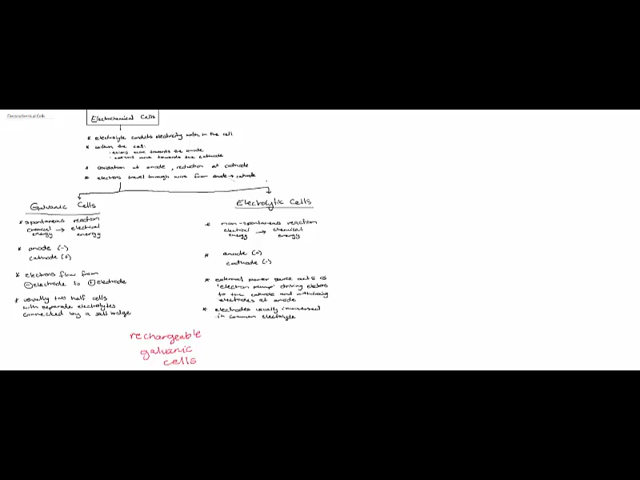 Electrochemical Cells
Electrochemical Cells
* electrolyte conducts electricity within the cell
* within the cell:
- anions move towards the anode
- cations move towards the cathode
* oxidation at anode, reduction at cathode
* electrons travel through wire from anode → cathode
Galvanic Cells
* spontaneous reaction
chemical energy → electrical energy
* anode (-)
cathode (+)
* electrons flow from
⊖ electrode to ⊕ electrode
* usually two half cells
with separate electrolytes
connected by a salt bridge
Electrolytic Cells
* non-spontaneous reaction
electrical energy → chemical energy
* anode (+)
cathode (-)
* external power source acts as
"electron pump" driving electrons
to the cathode and withdrawing
electrons at anode
* electrodes usually immersed
in common electrolyte
rechargeable
galvanic
cells